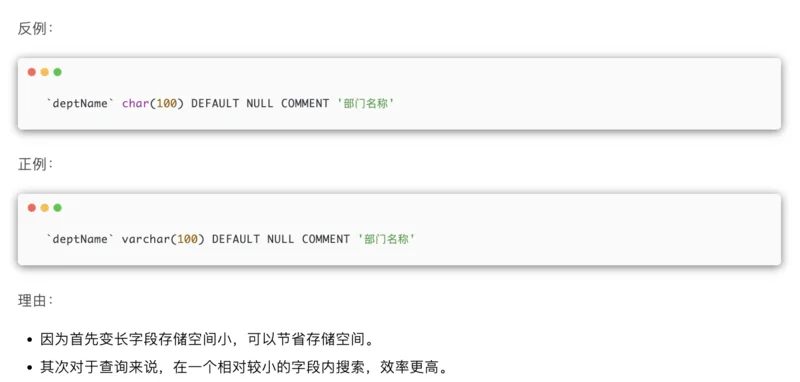 反例：
`deptName` char(100) DEFAULT NULL COMMENT '部门名称'
正例：
`deptName` varchar(100) DEFAULT NULL COMMENT '部门名称'
理由：
• 因为首先变长字段存储空间小，可以节省存储空间。
• 其次对于查询来说，在一个相对较小的字段内搜索，效率更高。